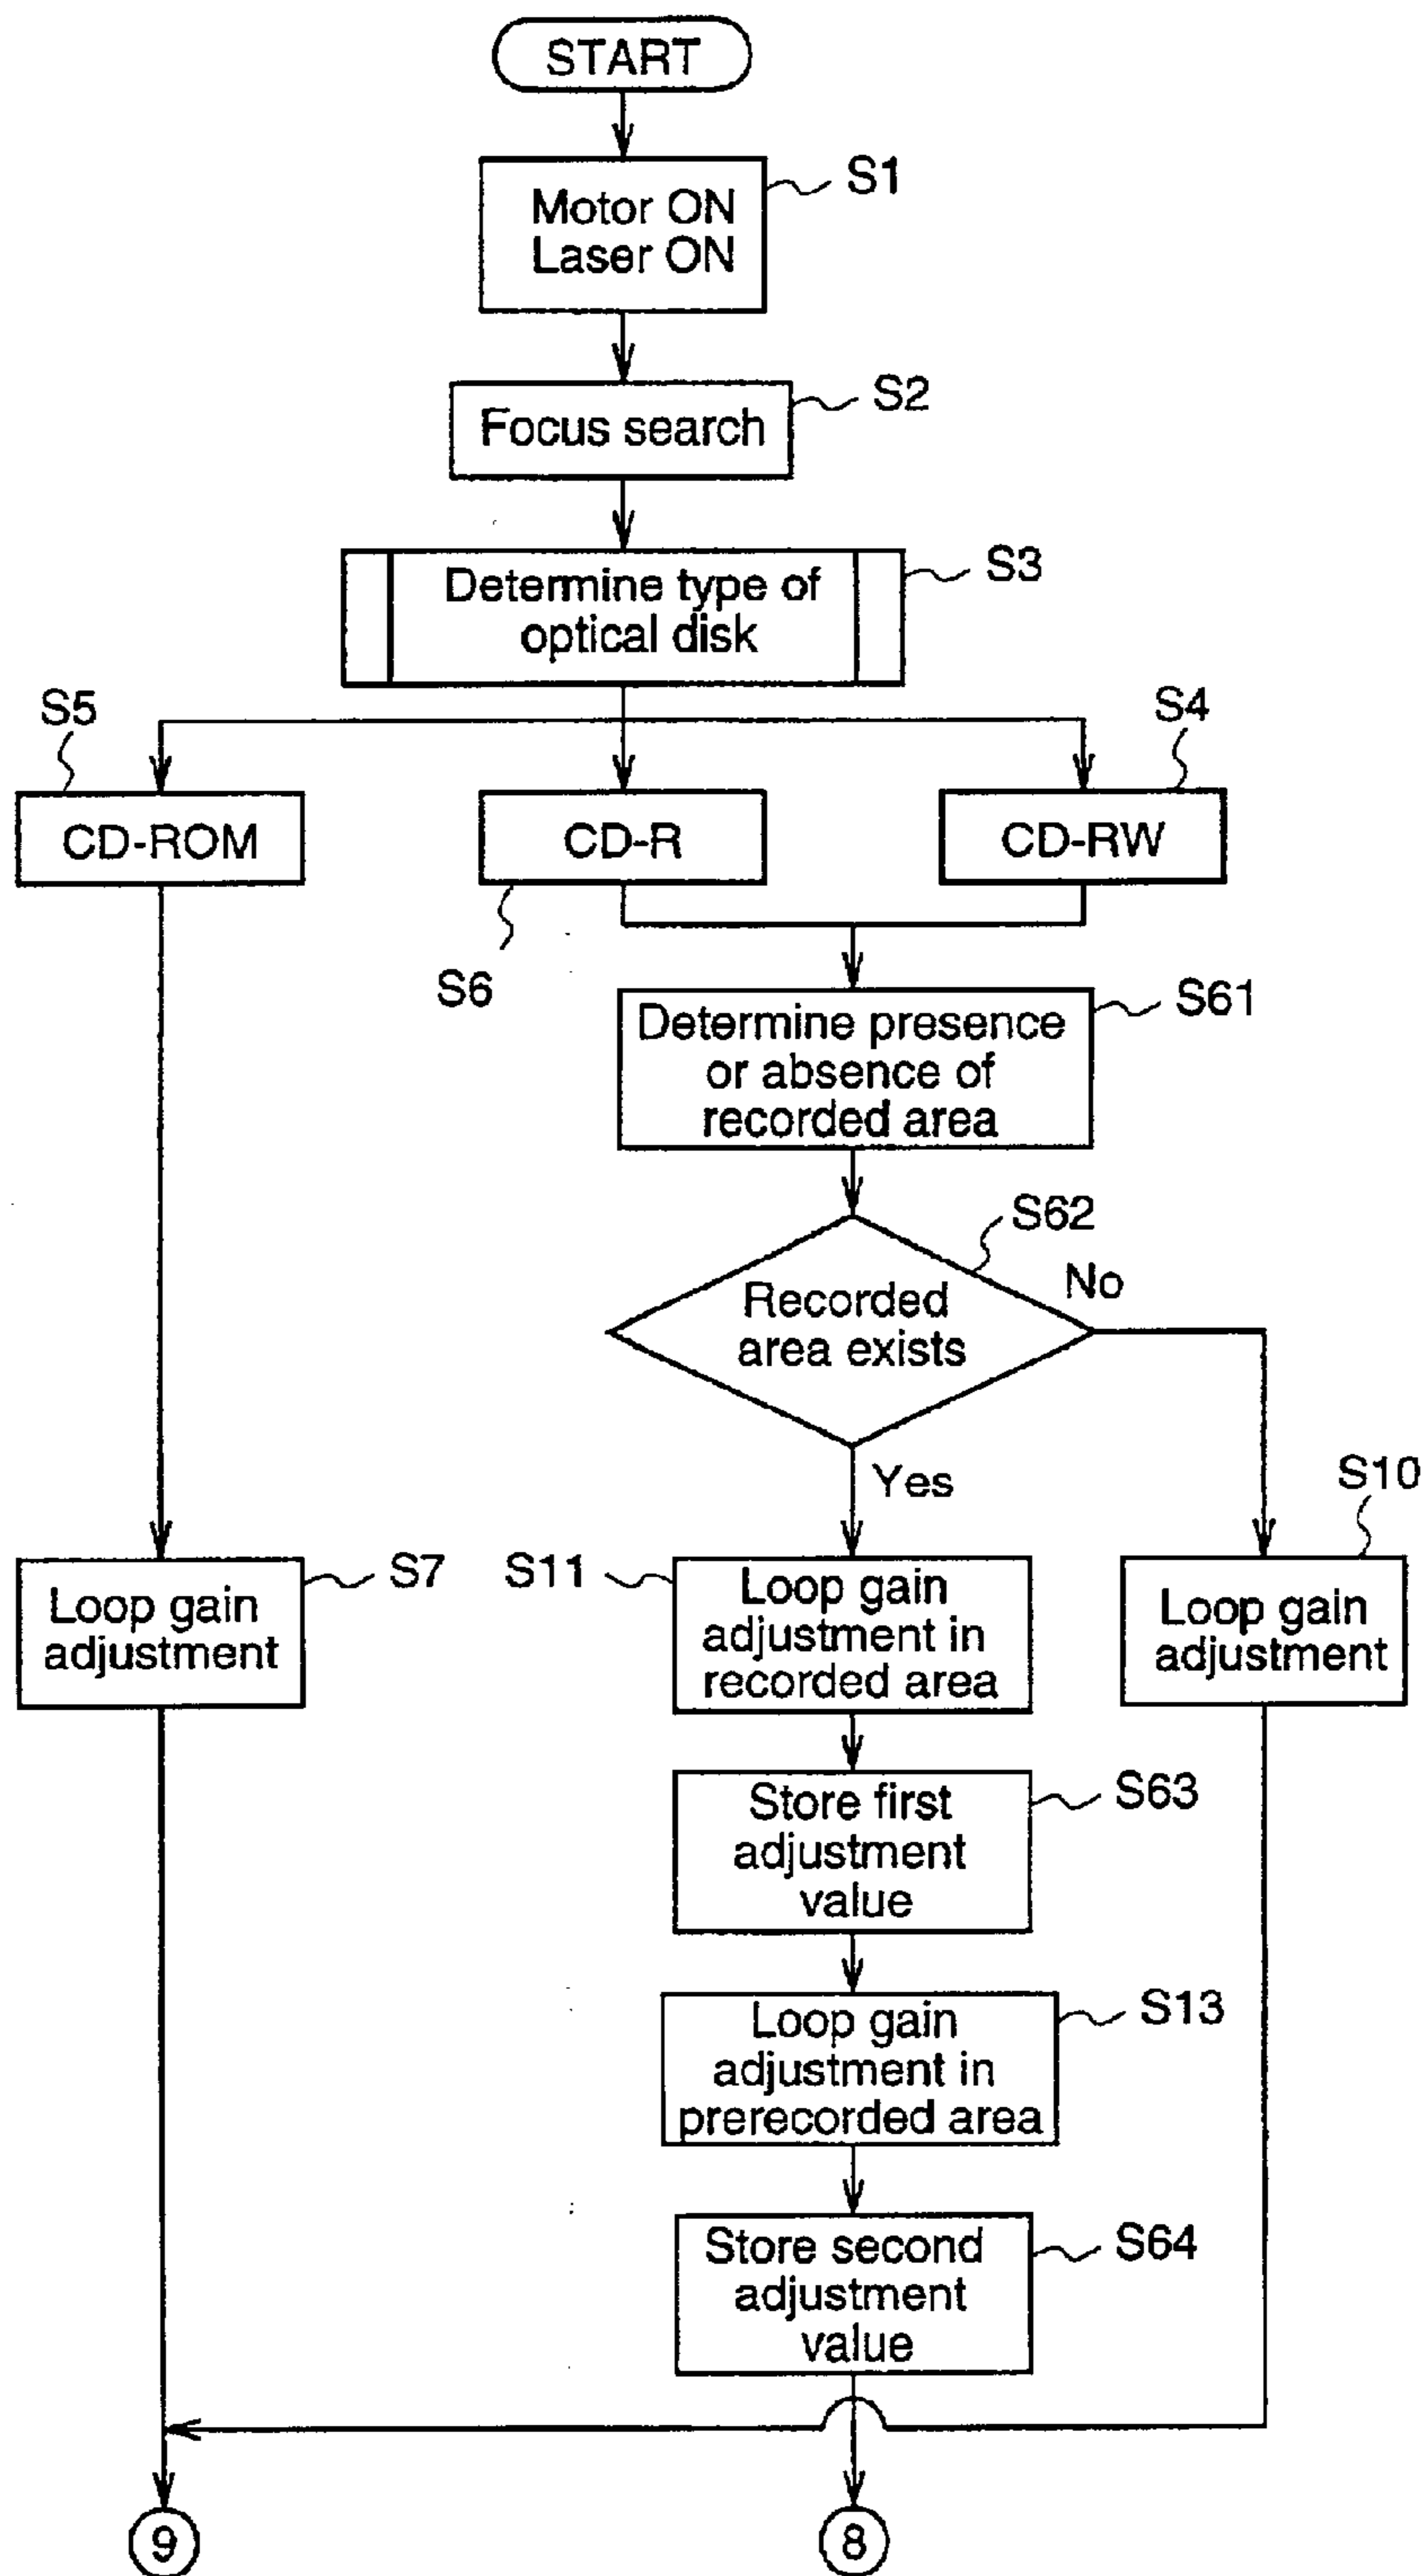 START
S1
Motor ON
Laser ON
S2
Focus search
S3
Determine type of
optical disk
S5
S4
CD-ROM
CD-R
CD-RW
S6
S61
Determine presence
or absence of
recorded area
S62
No
Recorded
area exists
Yes
S10
S7
S11
Loop gain
adjustment
Loop gain
adjustment in
recorded area
Loop gain
adjustment
S63
Store first
adjustment
value
S13
Loop gain
adjustment in
prerecorded area
S64
Store second
adjustment
value
9
8